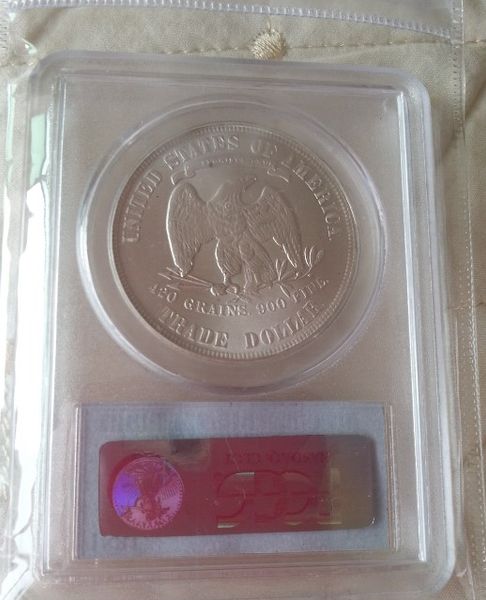 UNITED STATES OF AMERICA
420 GRAINS, 900 FINE.
TRADE DOLLAR.